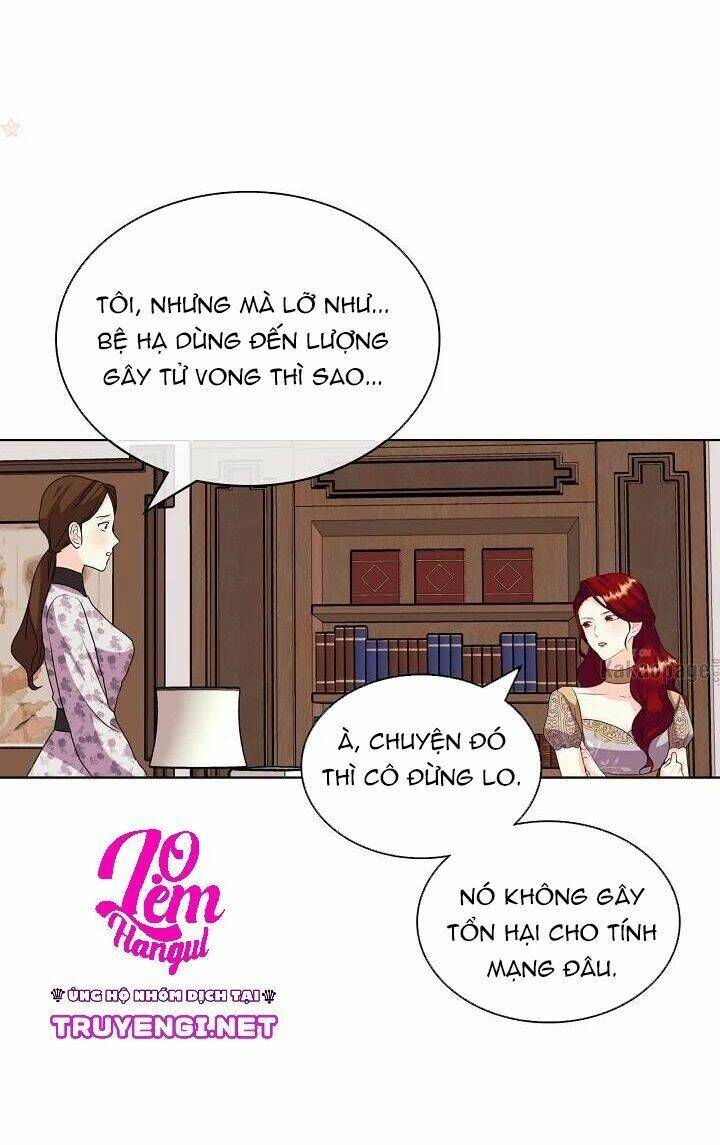 TÔI, NHƯNG MÀ LỠ NHƯ...
BỆ HẠ DÙNG ĐẾN LƯỢNG
GÂY TỬ VONG THÌ SAO...
kakaopage
À, CHUYỆN ĐÓ
THÌ CÔ ĐỪNG LO.
NÓ KHÔNG GÂY
TỔN HẠI CHO TÍNH
MẠNG ĐÂU.
LỌ
LEM
Hangul
ỦNG HỘ NHÓM DỊCH TẠI
TRUYENGI.NET